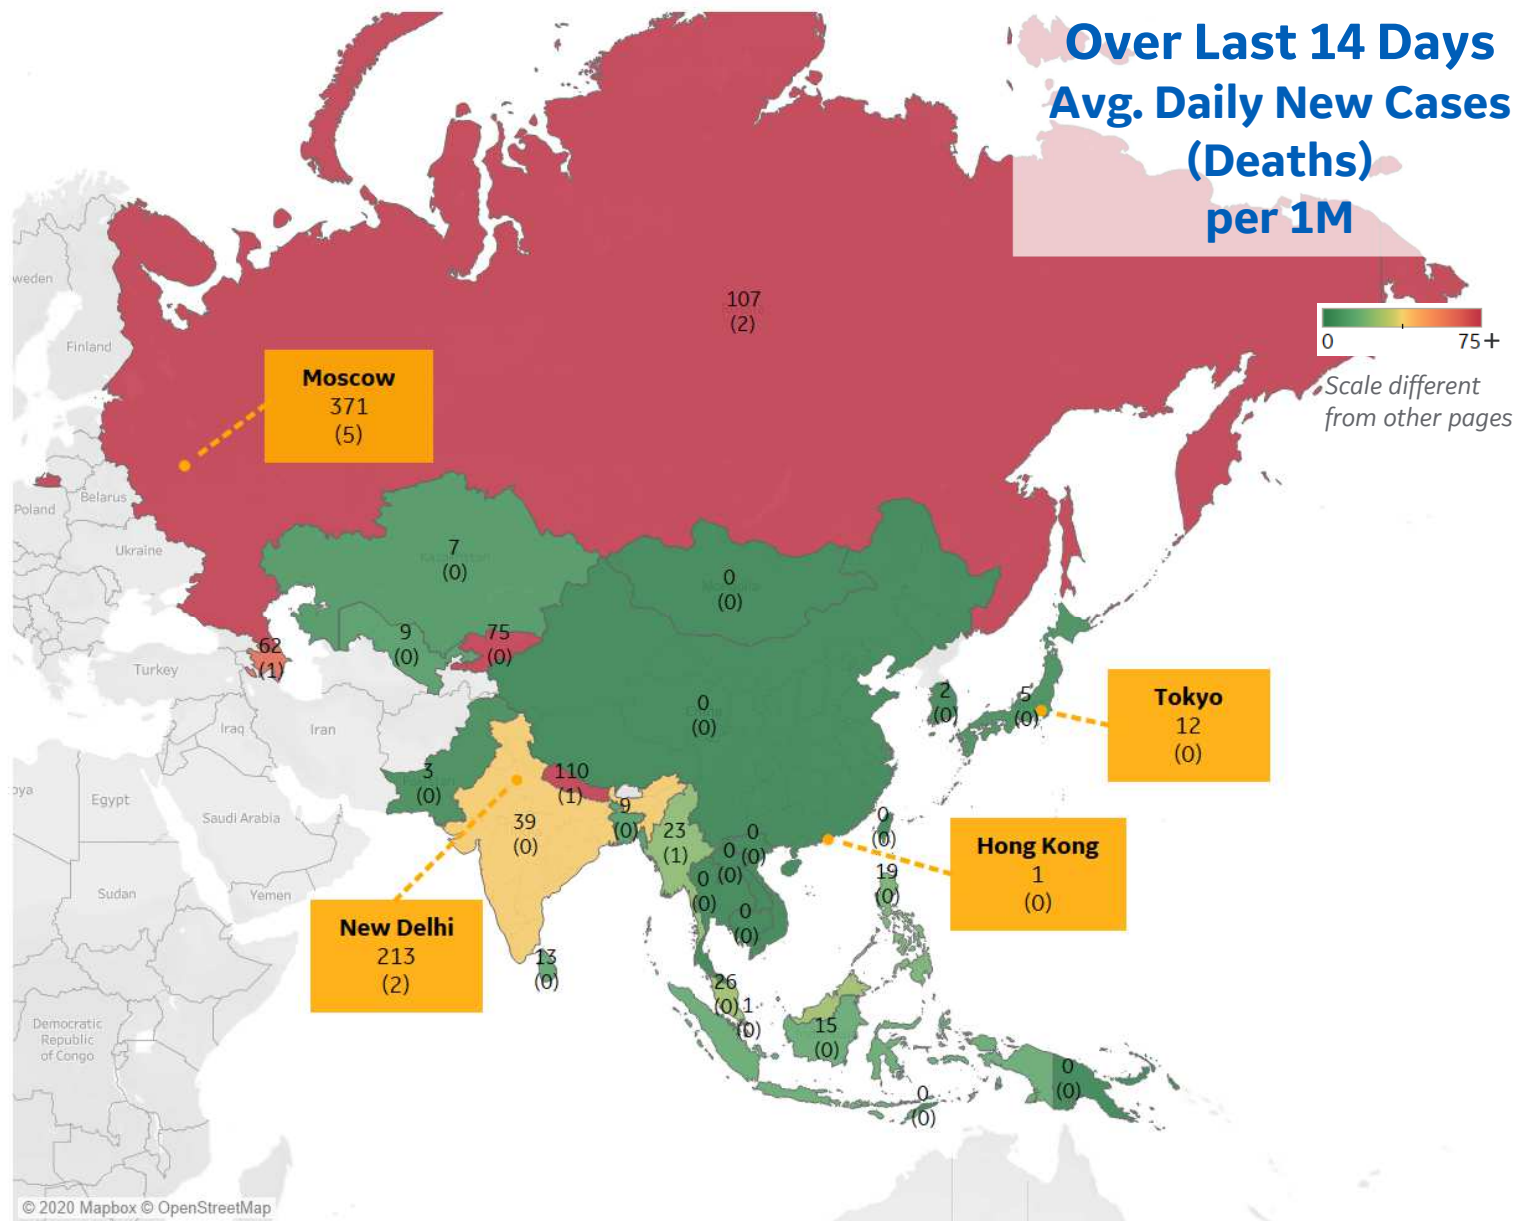 Over Last 14 Days
Avg. Daily New Cases
(Deaths)
per 1M
0
75+
Scale different
from other pages
107
(2)
weden
Finland
Moscow
371
(5)
Belarus
Poland
Ukraine
7
(0)
0
(0)
62
(1)
9
(0)
75
(0)
Turkey
Iraq
Iran
0
(0)
2
(0)
5
(0)
Tokyo
12
(0)
3
(0)
110
(1)
9
(0)
39
(0)
23
(1)
0
(0)
0
(0)
0
(0)
0
(0)
0
(0)
19
(0)
Hong Kong
1
(0)
oya
Egypt
Saudi Arabia
Sudan
Yemen
New Delhi
213
(2)
13
(0)
26
(0)
1
(0)
15
(0)
0
(0)
0
(0)
Democratic
Republic
of Congo
© 2020 Mapbox © OpenStreetMap